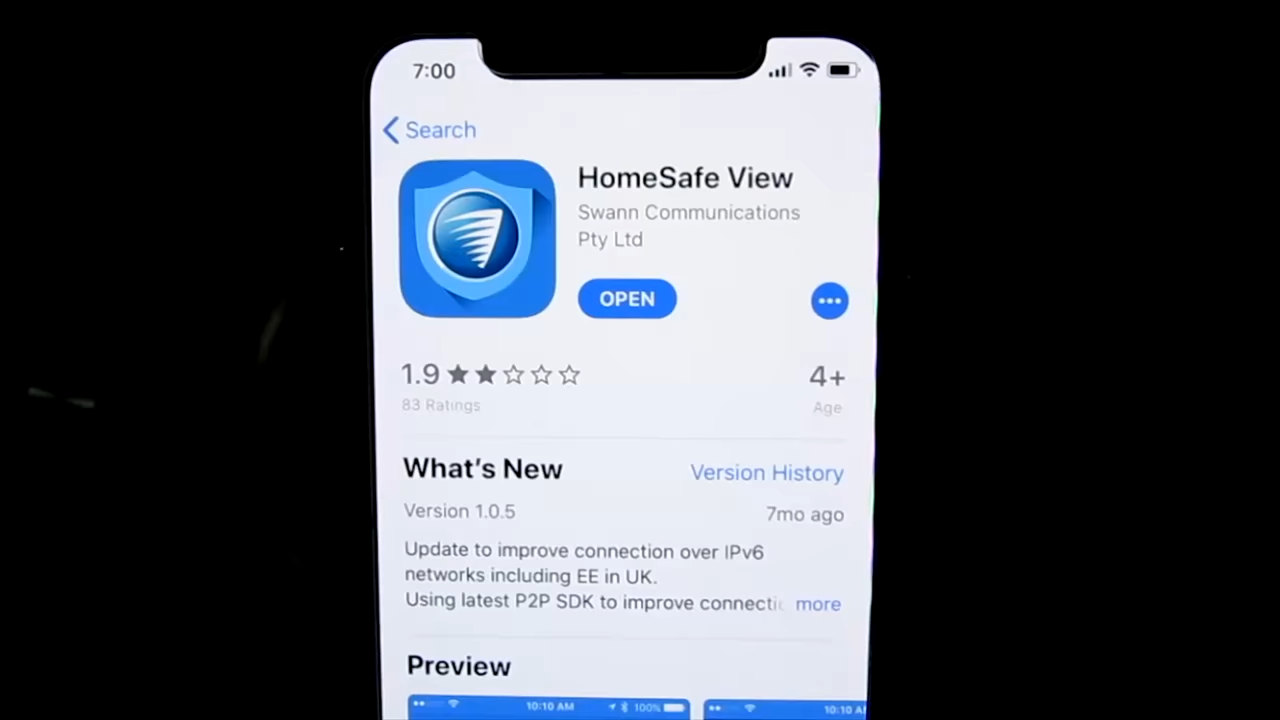 7:00
Search
HomeSafe View
Swann Communications
Pty Ltd
OPEN
1.9
4+
83 Ratings
Age
What's New
Version History
Version 1.0.5
7mo ago
Update to improve connection over IPv6
networks including EE in UK.
Using latest P2P SDK to improve connecti
more
Preview
10:10 AM
100%
10:10 A